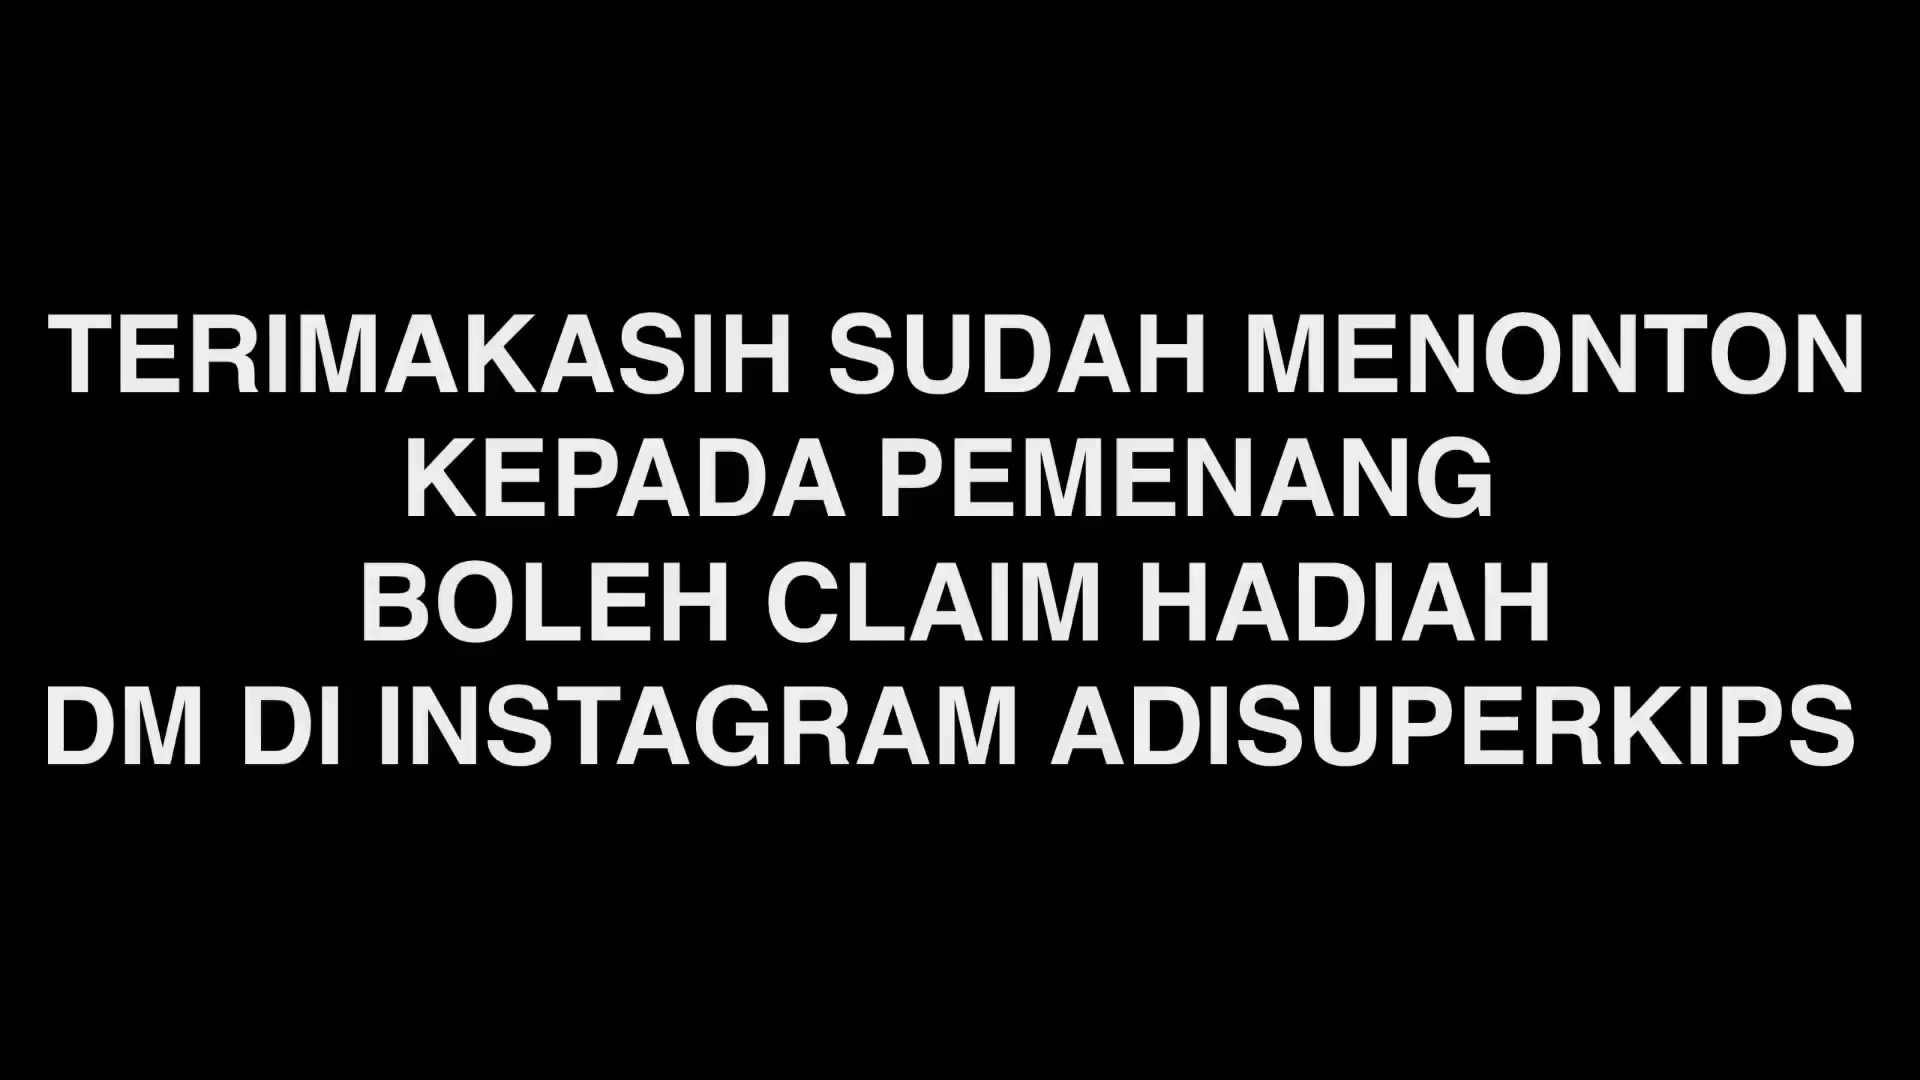 TERIMAKASIH SUDAH MENONTON
KEPADA PEMENANG
BOLEH CLAIM HADIAH
DM DI INSTAGRAM ADISUPERKIPS